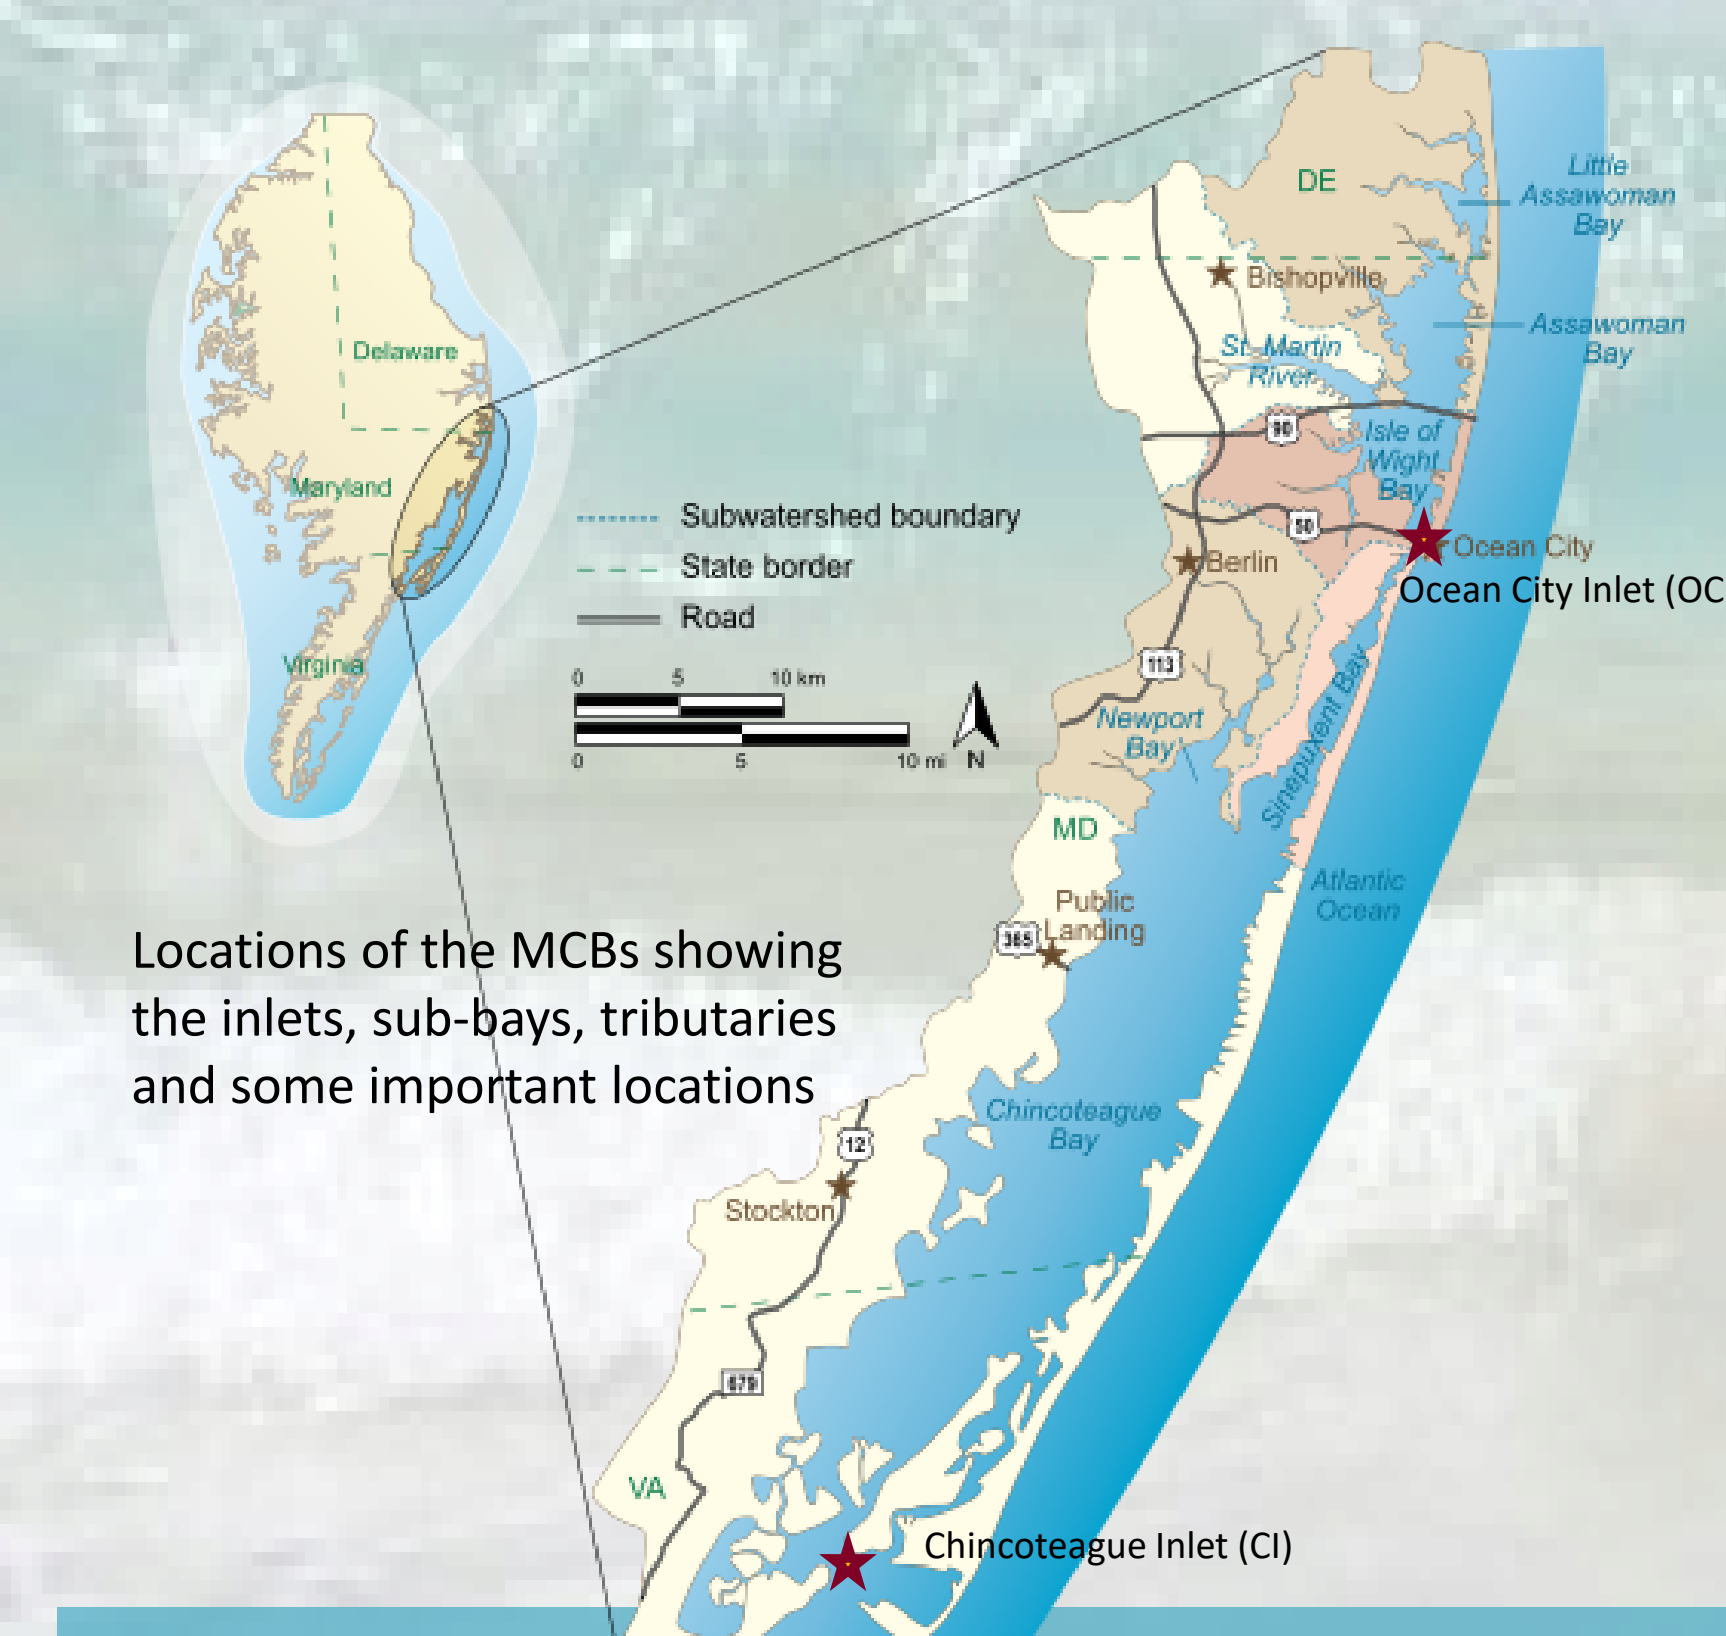 DE
Little
Assawoman
Bay
Bishopville
Assawoman
Bay
St. Martin
River
Delaware
90
Isle of
Wight
Bay
Maryland
Subwatershed boundary
50
Ocean City
Berlin
State border
Ocean City Inlet (OC
Road
113
Virginia
0 5 10 km
Newport
Bay
Sinepuxent Bay
0 5 10 mi
N
MD
Atlantic
Ocean
Public
Landing
365
Locations of the MCBs showing
the inlets, sub-bays, tributaries
and some important locations
Chincoteague
Bay
12
Stockton
679
VA
Chincoteague Inlet (CI)